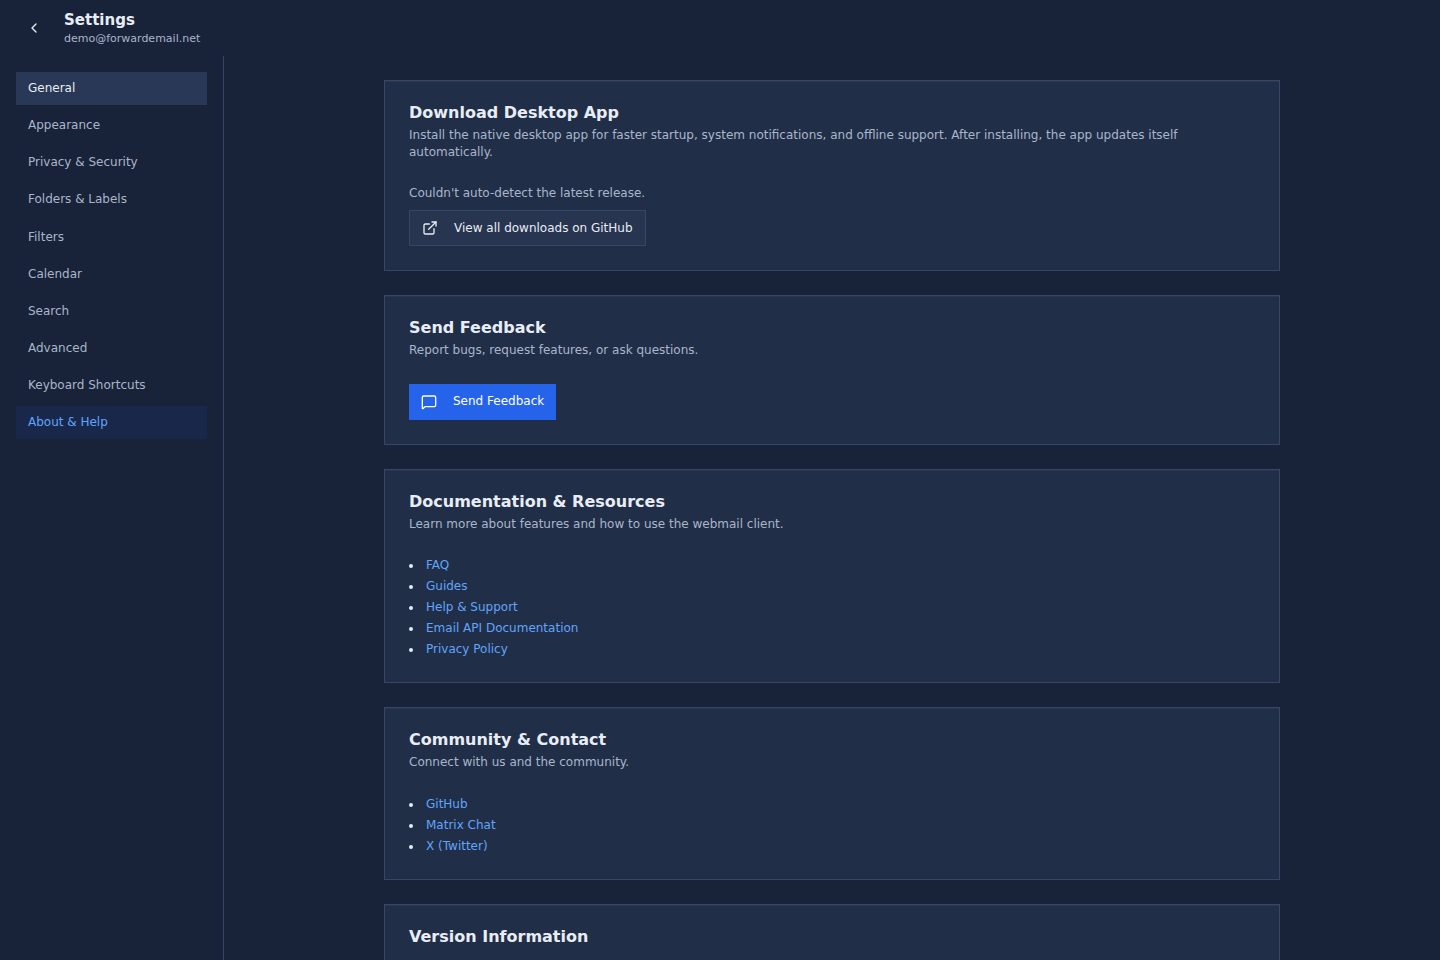 Settings
demo@forwardemail.net
General
Appearance
Privacy & Security
Folders & Labels
Filters
Calendar
Search
Advanced
Keyboard Shortcuts
About & Help
Download Desktop App
Install the native desktop app for faster startup, system notifications, and offline support. After installing, the app updates itself
automatically.
Couldn't auto-detect the latest release.
View all downloads on GitHub
Send Feedback
Report bugs, request features, or ask questions.
Send Feedback
Documentation & Resources
Learn more about features and how to use the webmail client.
FAQ
Guides
Help & Support
Email API Documentation
Privacy Policy
Community & Contact
Connect with us and the community.
GitHub
Matrix Chat
X (Twitter)
Version Information